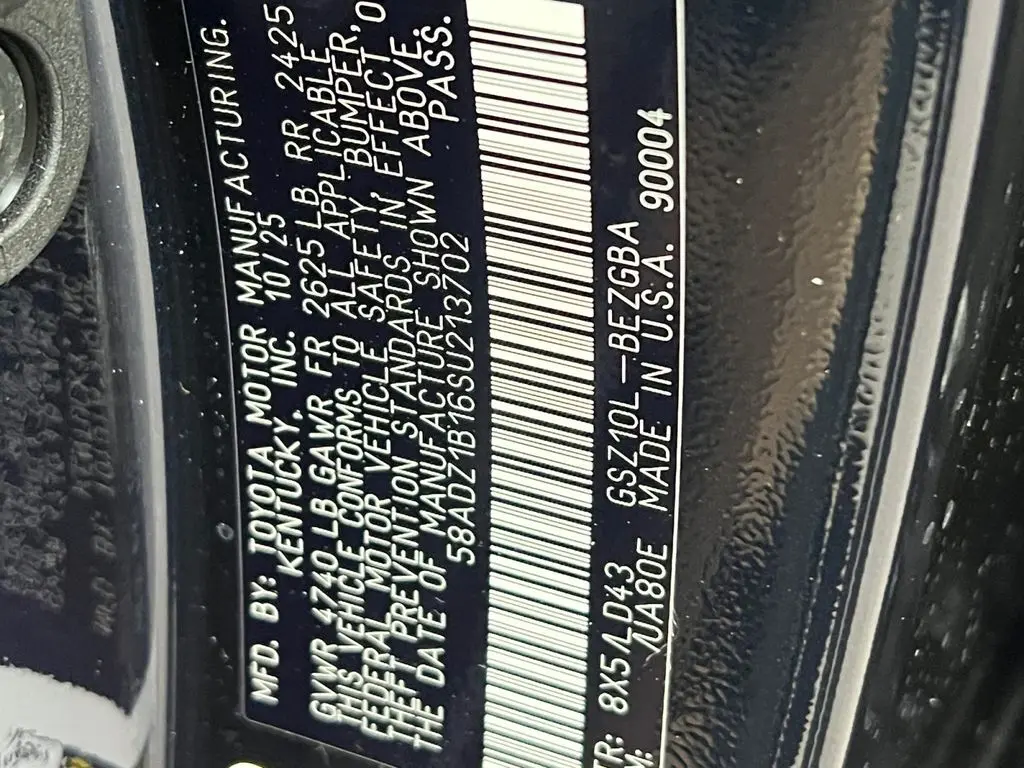 MFD. BY: TOYOTA MOTOR MANUFACTURING.
KENTUCKY, INC. 10/25
GVWR 4740 LB GAWR FR 2625 LB RR 2425
THIS VEHICLE CONFORMS TO ALL APPLICABLE
FEDERAL MOTOR VEHICLE SAFETY, BUMPER, O
THEFT PREVENTION STANDARDS IN EFFECT O
THE DATE OF MANUFACTURE SHOWN ABOVE.
58ADZ1B16SU213702 PASS.
TR: 8X5/LD43 GSZ10L-BEZGBA
M: /UA80E MADE IN U.S.A. 90004